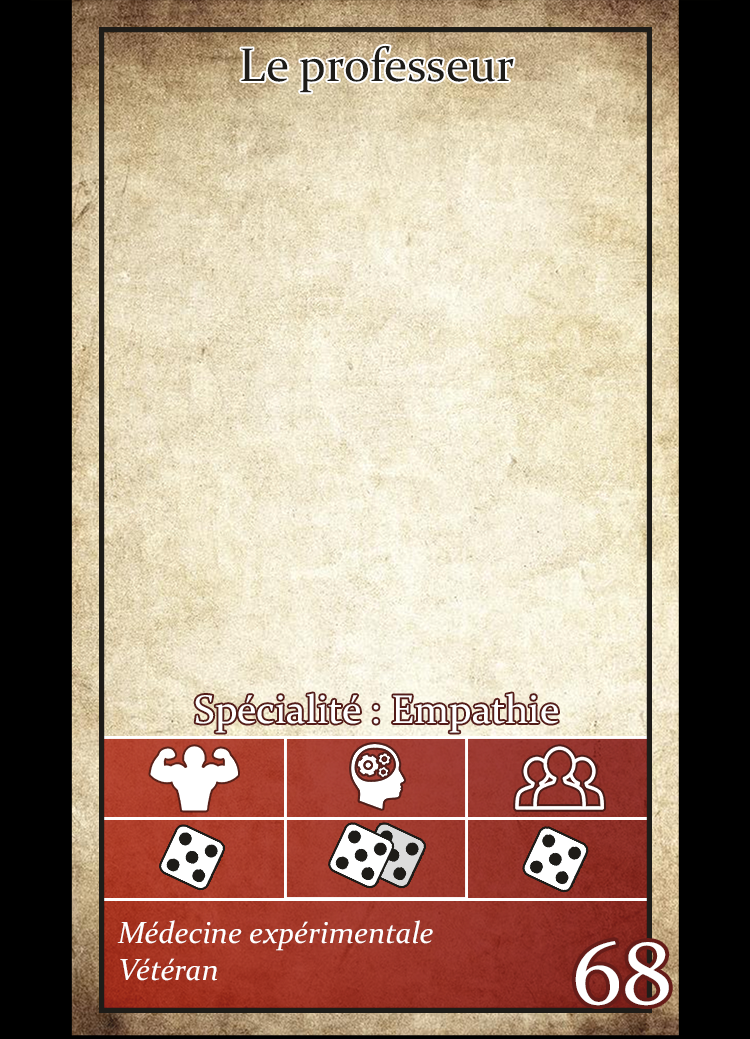 Le professeur
Spécialité : Empathie
Médecine expérimentale
Vétéran
68